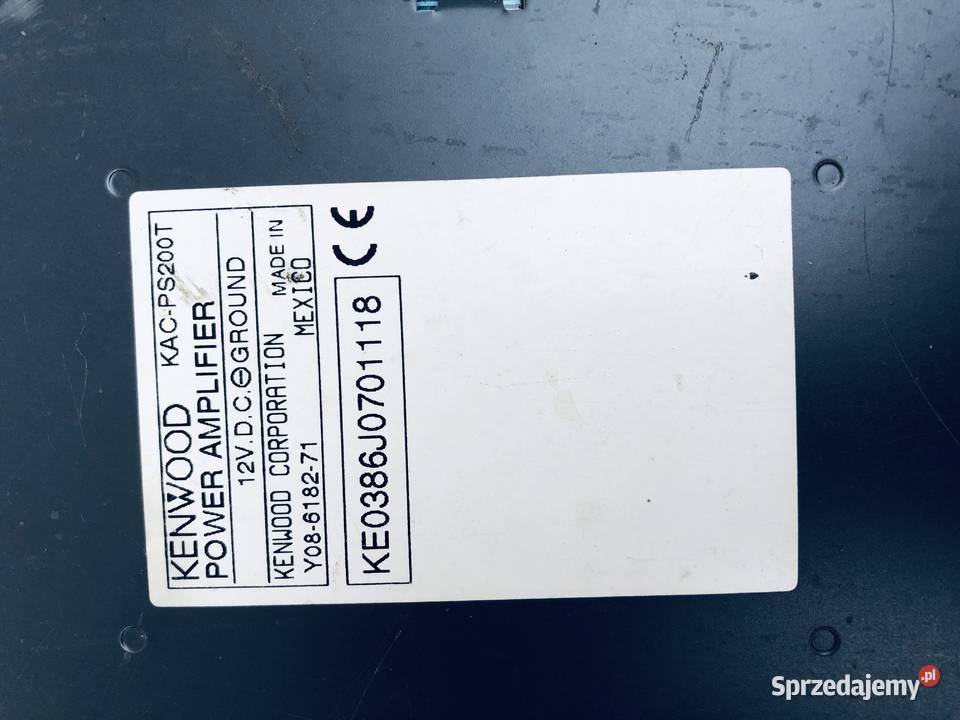 KENWOOD KAC-PS200T
POWER AMPLIFIER
12V.D.C.⊖GROUND
KENWOOD CORPORATION MADE IN
Y08-6182-71 MEXICO
KE0386J0701118 CE
Sprzedajemy.pl